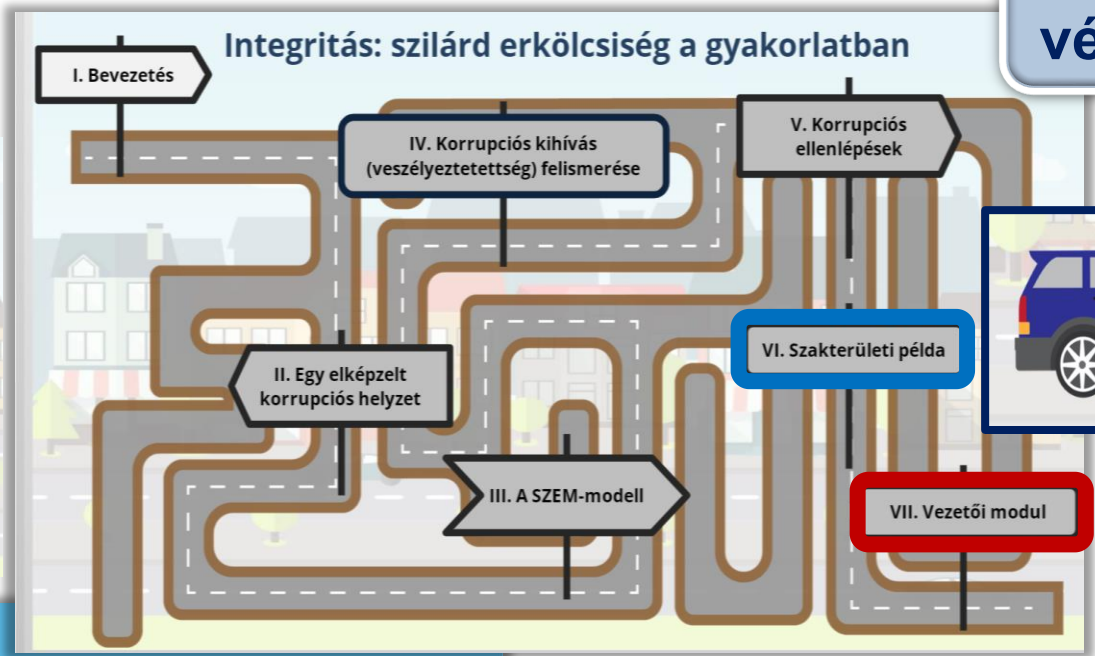 vé
Integritás: szilárd erkölcsiség a gyakorlatban
I. Bevezetés
IV. Korrupciós kihívás
(veszélyeztetettség) felismerése
V. Korrupciós
ellenlépések
VI. Szakterületi példa
II. Egy elképzelt
korrupciós helyzet
III. A SZEM-modell
VII. Vezetői modul